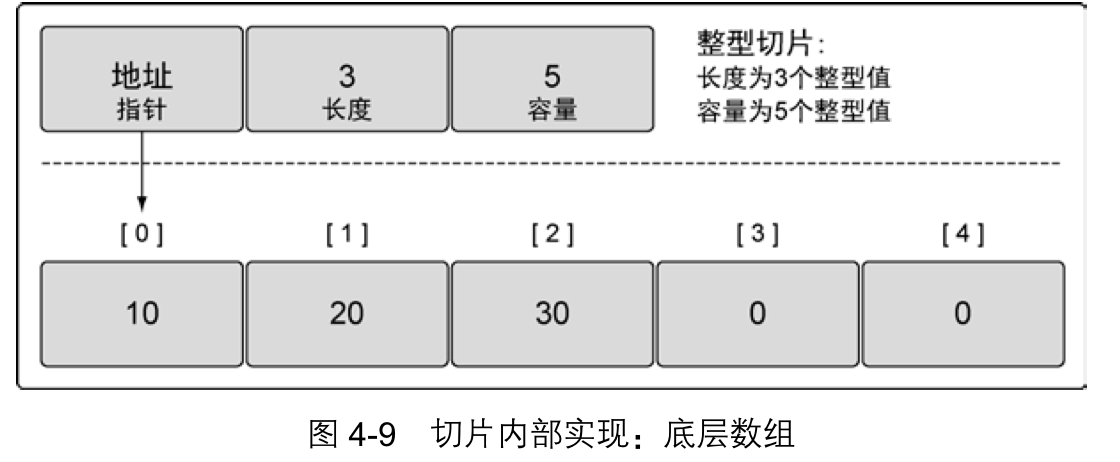 地址 3 5
指针 长度 容量
整型切片:
长度为3个整型值
容量为5个整型值
[0] [1] [2] [3] [4]
10 20 30 0 0
图 4-9 切片内部实现：底层数组